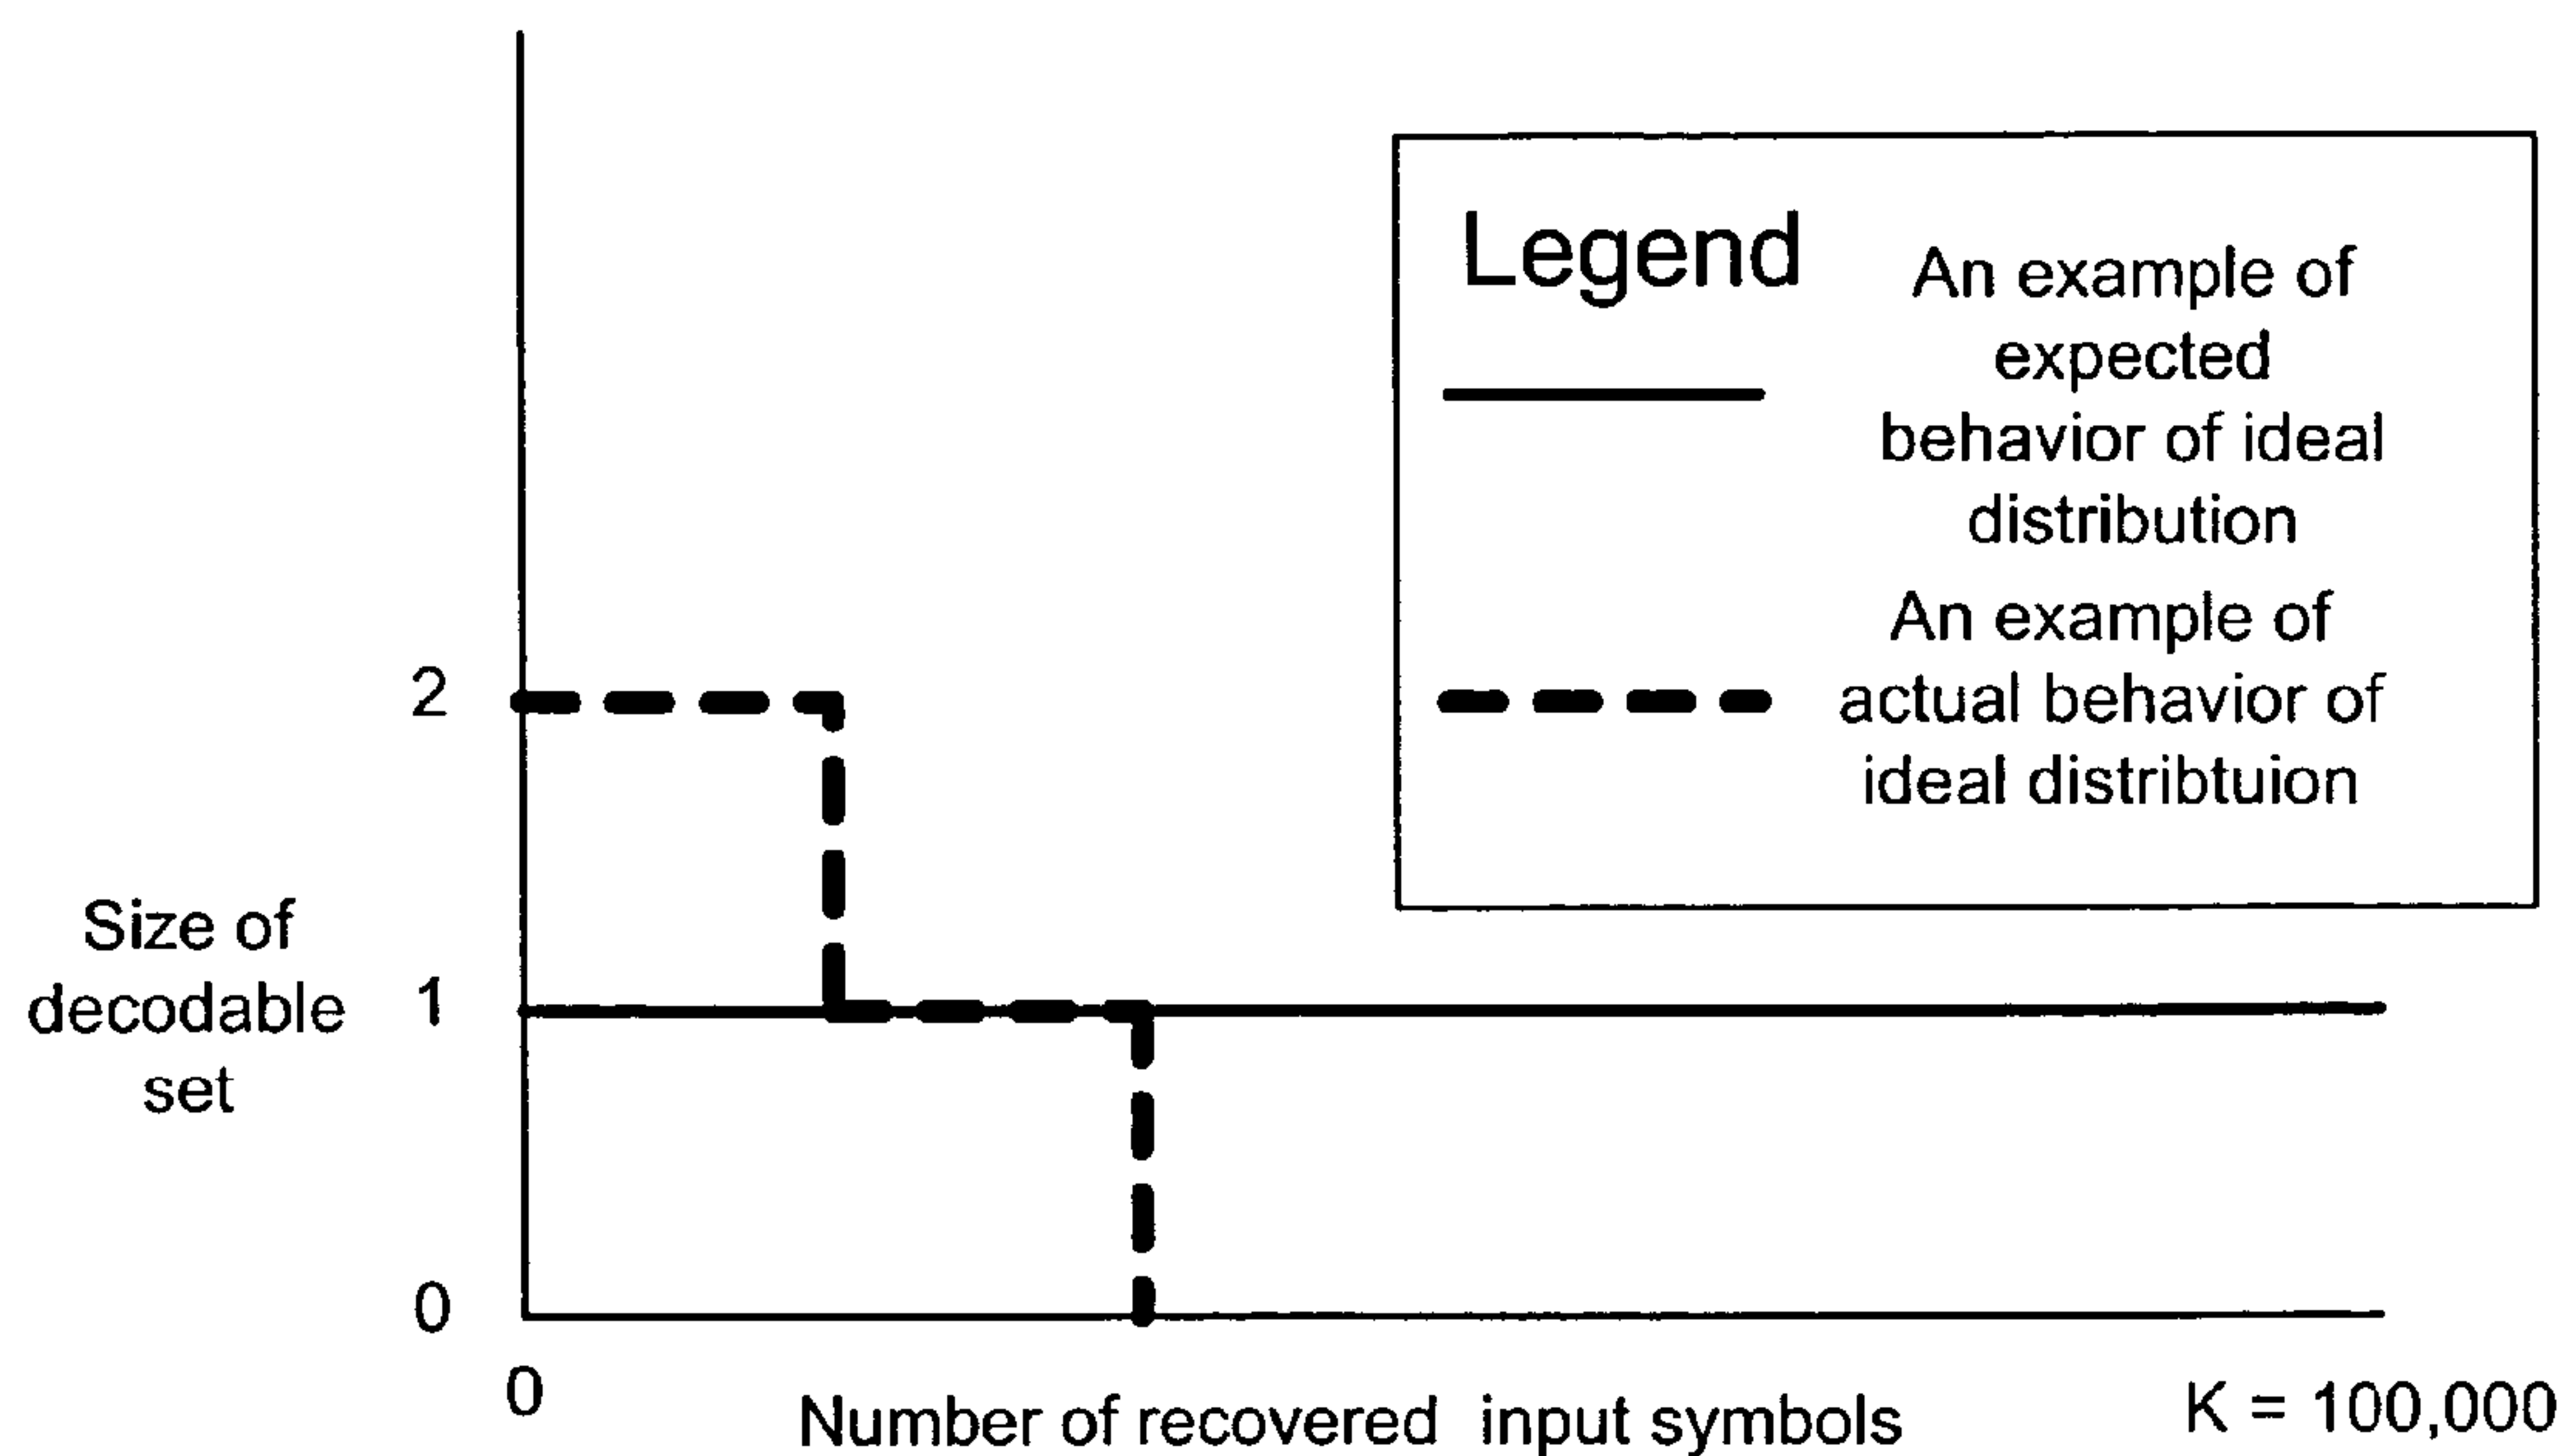 Legend
An example of
expected
behavior of ideal
distribution
An example of
actual behavior of
ideal distribtuion
2
Size of
decodable
set
1
0
0
Number of recovered input symbols
K = 100,000